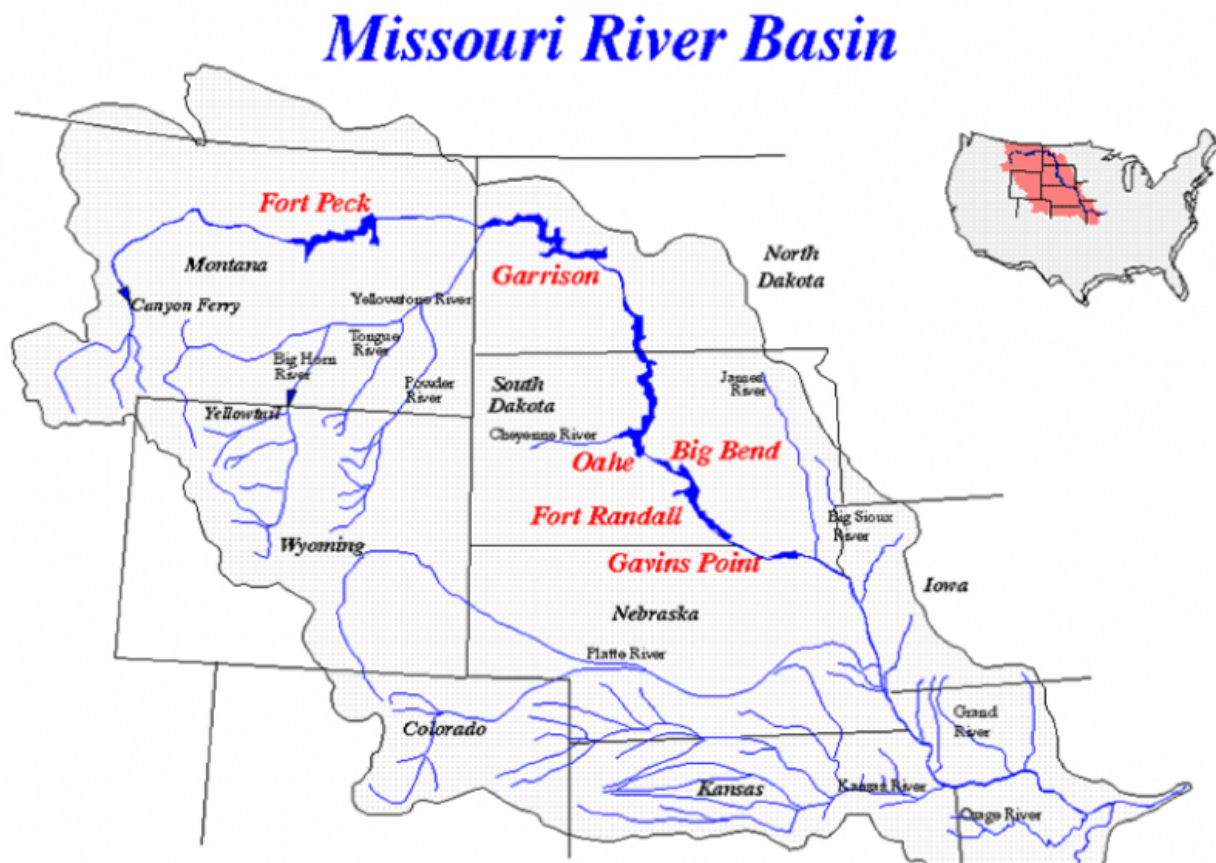 Missouri River Basin
Fort Peck
Montana
Garrison
North
Dakota
Canyon Ferry
Yellowstone River
Tongue
River
Big Horn
River
Powder
River
South
Dakota
James
River
Yellowtail
Cheyenne River
Oahe
Big Bend
Fort Randall
Big Sioux
River
Wyoming
Gavins Point
Iowa
Nebraska
Platte River
Colorado
Grand
River
Kansas
Kansas River
Osage River